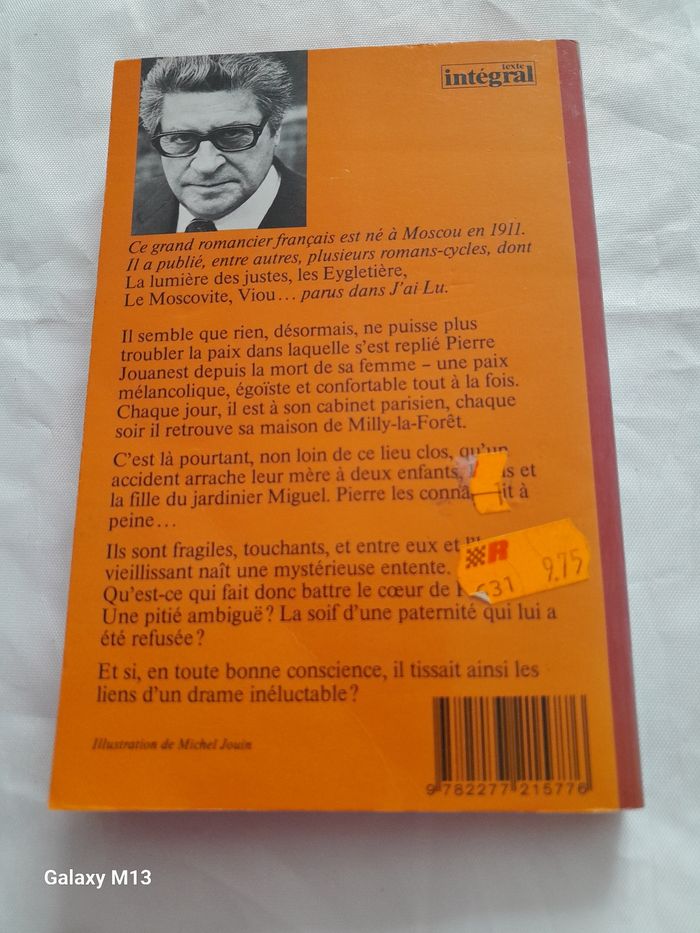 texte
intégral
Ce grand romancier français est né à Moscou en 1911.
Il a publié, entre autres, plusieurs romans-cycles, dont
La lumière des justes, les Eygletière,
Le Moscovite, Viou... parus dans J'ai Lu.
Il semble que rien, désormais, ne puisse plus
troubler la paix dans laquelle s'est replié Pierre
Jouanest depuis la mort de sa femme – une paix
mélancolique, égoïste et confortable tout à la fois.
Chaque jour, il est à son cabinet parisien, chaque
soir il retrouve sa maison de Milly-la-Forêt.
C'est là pourtant, non loin de ce lieu clos, qu'un
accident arrache leur mère à deux enfants, et
la fille du jardinier Miguel. Pierre les à
peine...
Ils sont fragiles, touchants, et entre eux et
vieillissant naît une mystérieuse entente.
Qu'est-ce qui fait donc battre le cœur de
R
631 9.75
Une pitié ambiguë? La soif d'une paternité qui lui a
été refusée?
Et si, en toute bonne conscience, il tissait ainsi les
liens d'un drame inéluctable?
Illustration de Michel Jouin
9 782277 215776
Galaxy M13